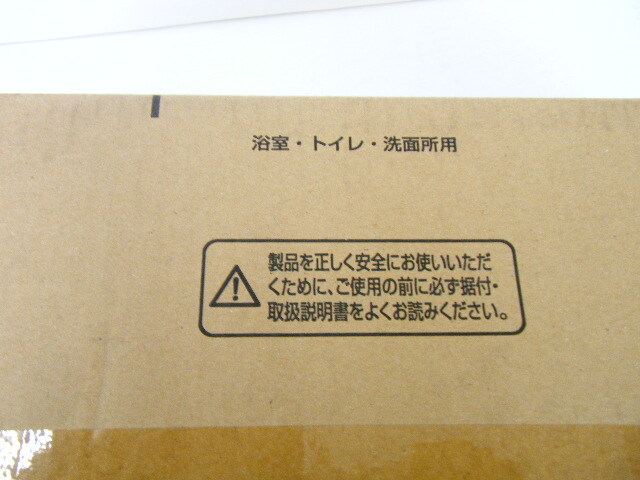 浴室・トイレ・洗面所用
製品を正しく安全にお使いいただ
くために、ご使用の前に必ず据付・
取扱説明書をよくお読みください。